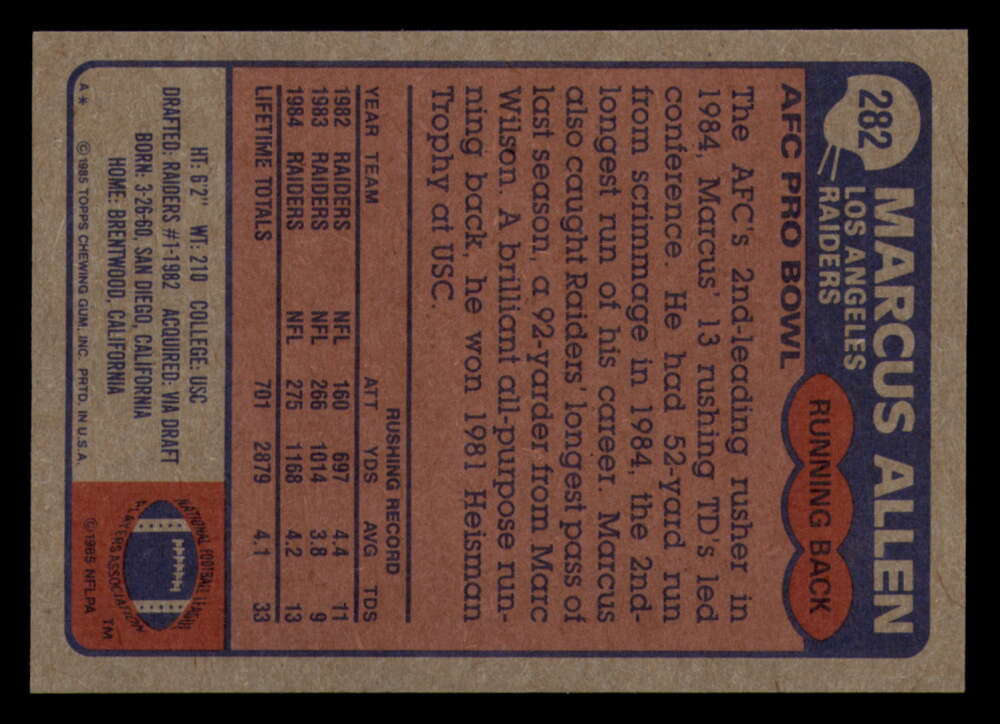 282
MARCUS ALLEN
LOS ANGELES
RAIDERS
RUNNING BACK
AFC PRO BOWL
The AFC's 2nd-leading rusher in
1984, Marcus' 13 rushing TD's led
conference. He had 52-yard run
from scrimmage in 1984, the 2nd-
longest run of his career. Marcus
also caught Raiders' longest pass of
last season, a 92-yarder from Marc
Wilson. A brilliant all-purpose run-
ning back, he won 1981 Heisman
Trophy at USC.
RUSHING RECORD
YEAR TEAM ATT YDS AVG TDS
1982 RAIDERS NFL 160 697 4.4 11
1983 RAIDERS NFL 266 1014 3.8 9
1984 RAIDERS NFL 275 1168 4.2 13
LIFETIME TOTALS 701 2879 4.1 33
HT: 6'2" WT: 210 COLLEGE: USC
DRAFTED: RAIDERS #1-1982 ACQUIRED: VIA DRAFT
BORN: 3-26-60, SAN DIEGO, CALIFORNIA
HOME: BRENTWOOD, CALIFORNIA
NATIONAL FOOTBALL LEAGUE
PLAYERS ASSOCIATION
©1985 NFLPA TM
A* ©1985 TOPPS CHEWING GUM, INC. PRTD. IN U.S.A.